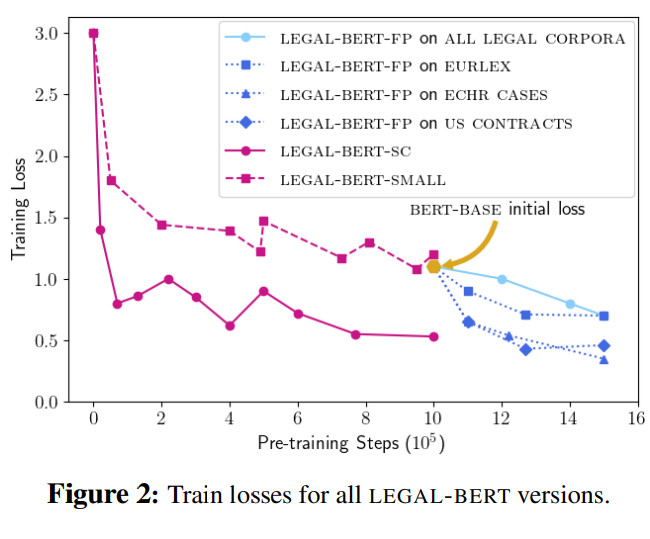 3.0
2.5
2.0
1.5
1.0
0.5
0.0
Training Loss
LEGAL-BERT-FP on ALL LEGAL CORPORA
LEGAL-BERT-FP on EURLEX
LEGAL-BERT-FP on ECHR CASES
LEGAL-BERT-FP on US CONTRACTS
LEGAL-BERT-SC
LEGAL-BERT-SMALL
BERT-BASE initial loss
0 2 4 6 8 10 12 14 16
Pre-training Steps (10⁵)
Figure 2: Train losses for all LEGAL-BERT versions.